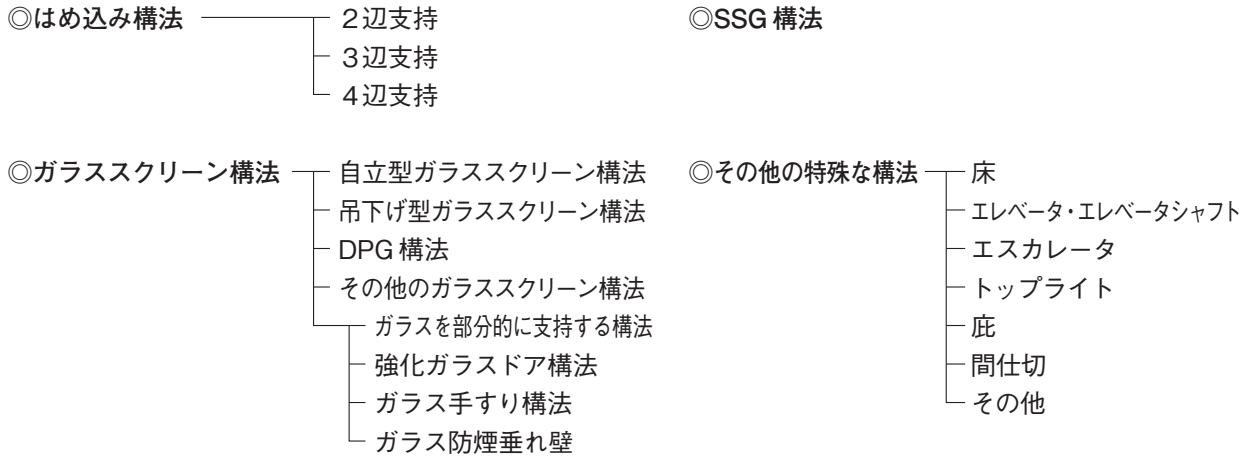 ◎はめ込み構法
２辺支持
３辺支持
４辺支持
◎SSG 構法
◎ガラススクリーン構法
自立型ガラススクリーン構法
吊下げ型ガラススクリーン構法
DPG 構法
その他のガラススクリーン構法
ガラスを部分的に支持する構法
強化ガラスドア構法
ガラス手すり構法
ガラス防煙垂れ壁
◎その他の特殊な構法
床
エレベータ・エレベータシャフト
エスカレータ
トップライト
庇
間仕切
その他